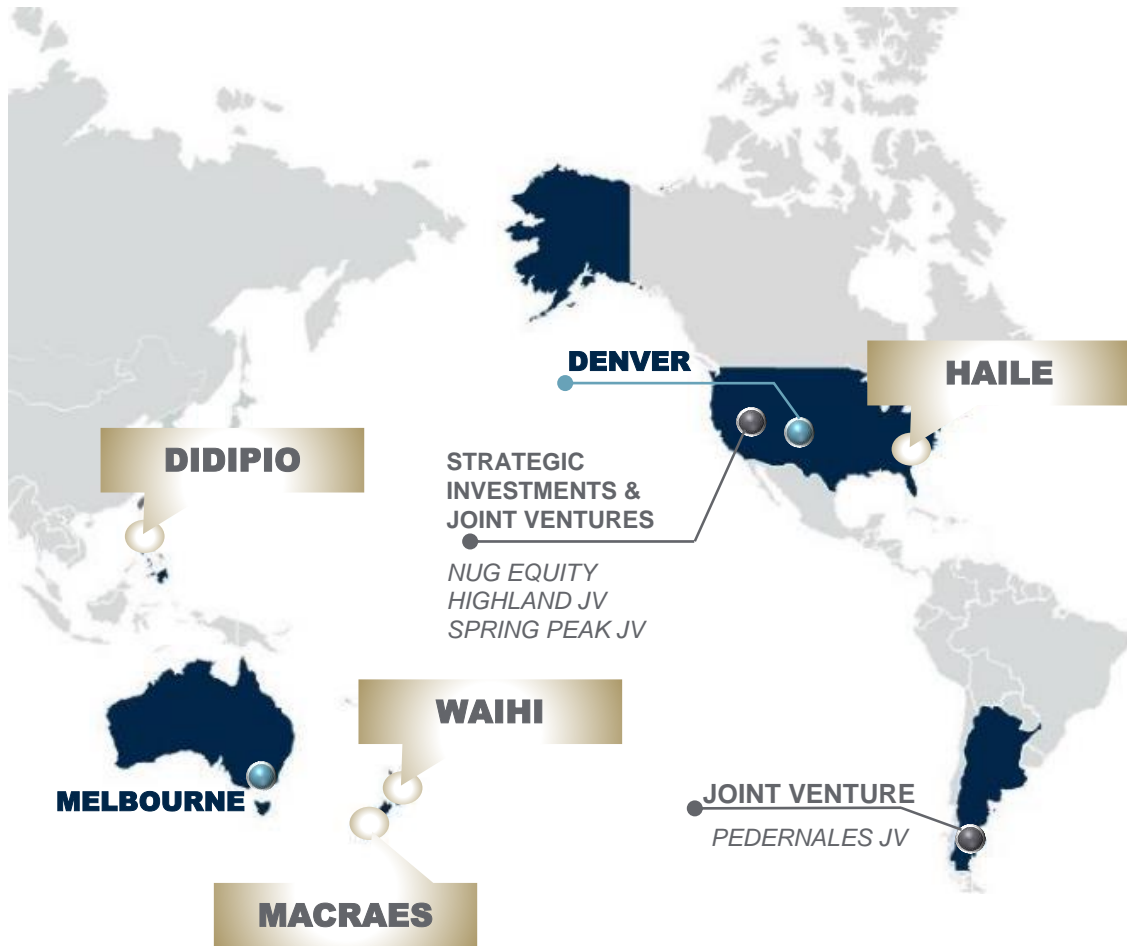 DENVER
HAILE
DIDIPIO
STRATEGIC
INVESTMENTS &
JOINT VENTURES
NUG EQUITY
HIGHLAND JV
SPRING PEAK JV
WAIHI
MELBOURNE
JOINT VENTURE
PEDERNALES JV
MACRAES